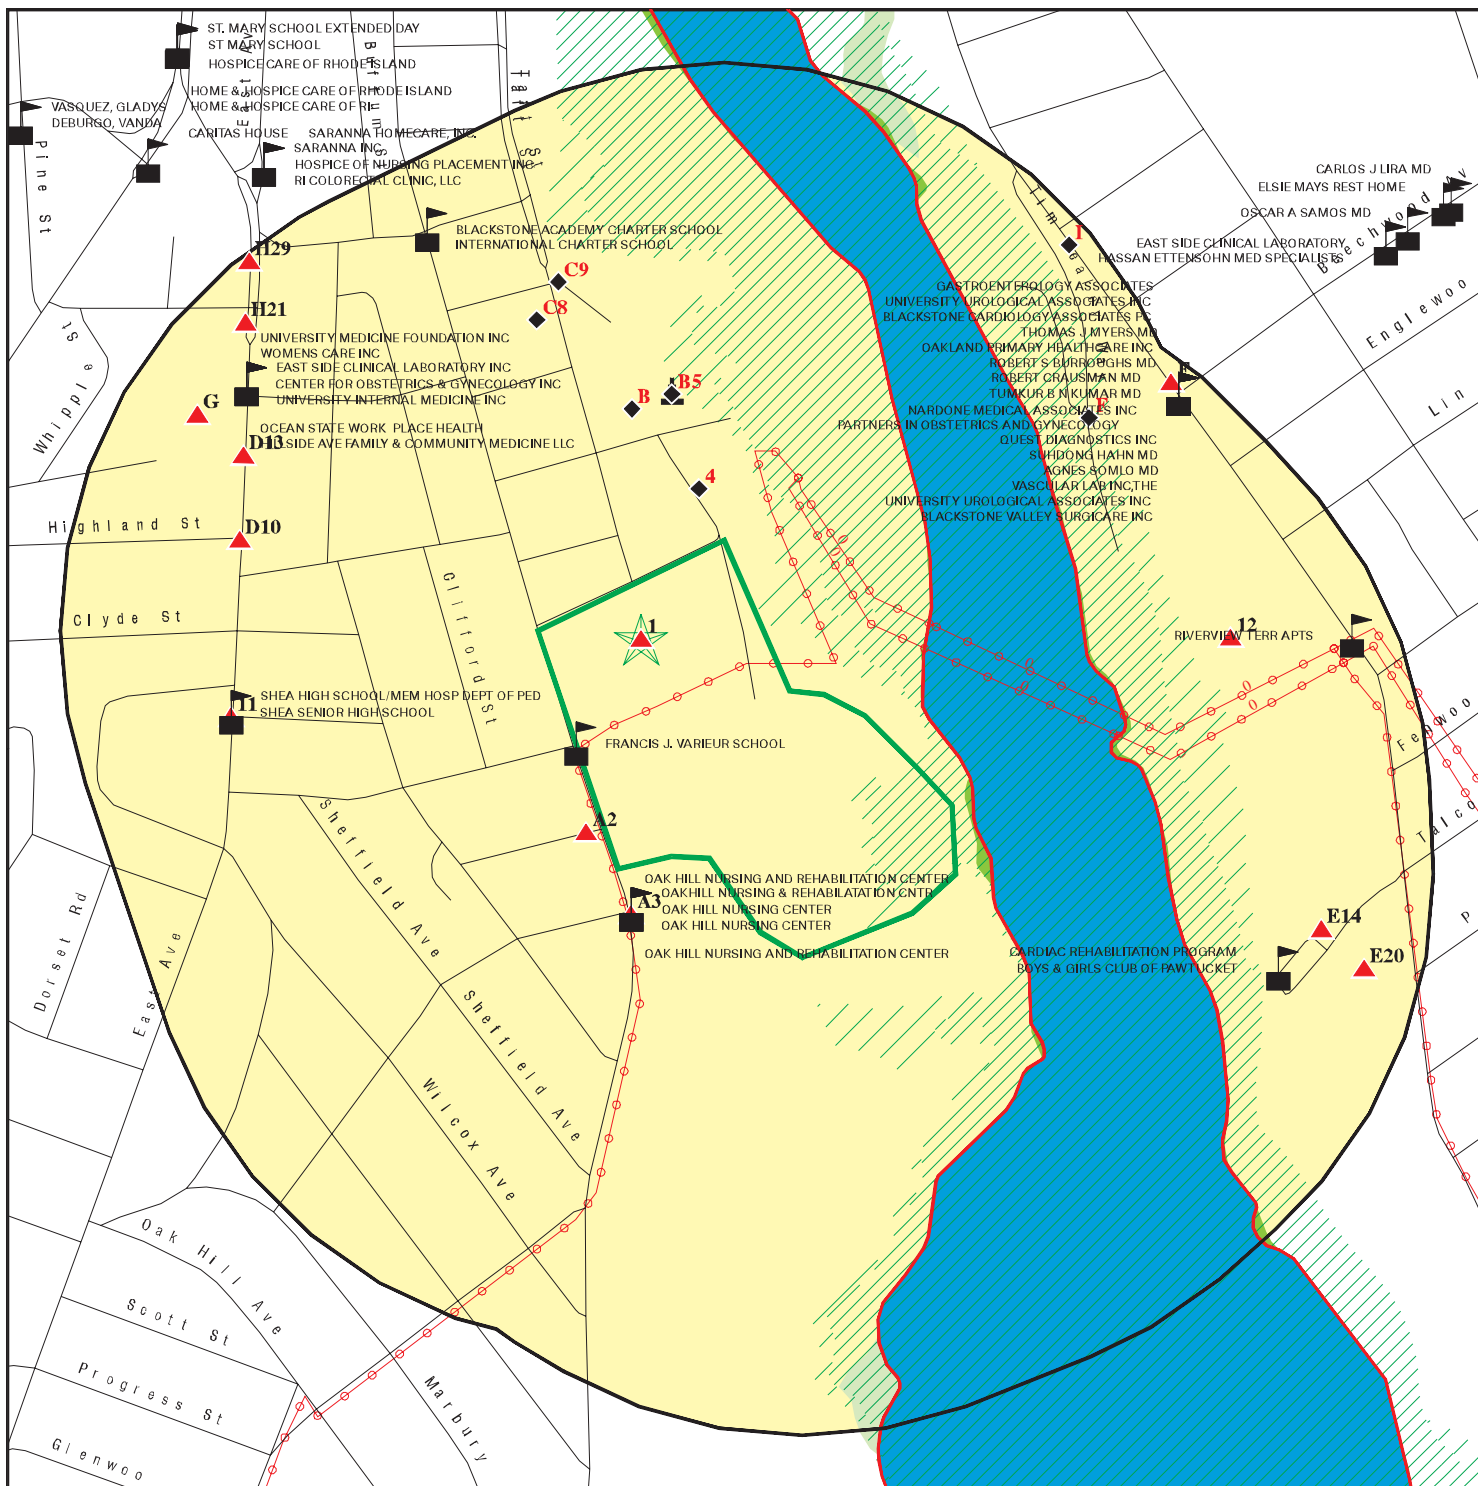 ST. MARY SCHOOL EXTENDED DAY
ST MARY SCHOOL
HOSPICE CARE OF RHODE ISLAND
HOME & HOSPICE CARE OF RHODE ISLAND
HOME & HOSPICE CARE OF RI
VASQUEZ, GLADYS
DEBURGO, VANDA
CARITAS HOUSE
SARANNA HOMECARE, INC.
SARANNA INC
HOSPICE OF NURSING PLACEMENT INC
RI COLORECTAL CLINIC, LLC
Pine St
East Av
Buffum St
Taft St
CARLOS J LIRA MD
ELSIE MAYS REST HOME
OSCAR A SAMOS MD
EAST SIDE CLINICAL LABORATORY
HASSAN ETTENSOHN MED SPECIALISTS
Beechwood Av
BLACKSTONE ACADEMY CHARTER SCHOOL
INTERNATIONAL CHARTER SCHOOL
H29
H21
C9
C8
1
GASTROENTEROLOGY ASSOCIATES
UNIVERSITY UROLOGICAL ASSOCIATES INC
BLACKSTONE CARDIOLOGY ASSOCIATES PC
THOMAS J MYERS MD
OAKLAND PRIMARY HEALTHCARE INC
ROBERT S BURROUGHS MD
ROBERT CRAUSMAN MD
TUMKUR B N KUMAR MD
NARDONE MEDICAL ASSOCIATES INC
PARTNERS IN OBSTETRICS AND GYNECOLOGY
QUEST DIAGNOSTICS INC
SUHDONG HAHN MD
AGNES SOMLO MD
VASCULAR LAB INC,THE
UNIVERSITY UROLOGICAL ASSOCIATES INC
BLACKSTONE VALLEY SURGICARE INC
Englewoo
Lin
F
F
UNIVERSITY MEDICINE FOUNDATION INC
WOMENS CARE INC
EAST SIDE CLINICAL LABORATORY INC
CENTER FOR OBSTETRICS & GYNECOLOGY INC
UNIVERSITY INTERNAL MEDICINE INC
OCEAN STATE WORK PLACE HEALTH
HILLSIDE AVE FAMILY & COMMUNITY MEDICINE LLC
Whipple St
G
D13
B
B5
4
Highland St
D10
Clyde St
Clifford St
1
12
RIVERVIEW TERR APTS
11
SHEA HIGH SCHOOL/MEM HOSP DEPT OF PED
SHEA SENIOR HIGH SCHOOL
FRANCIS J. VARIEUR SCHOOL
Fenwoo
Talco
A2
A3
OAK HILL NURSING AND REHABILITATION CENTER
OAKHILL NURSING & REHABILATATION CNTR
OAK HILL NURSING CENTER
OAK HILL NURSING CENTER
OAK HILL NURSING AND REHABILITATION CENTER
E14
E20
CARDIAC REHABILITATION PROGRAM
BOYS & GIRLS CLUB OF PAWTUCKET
P
Dorset Rd
East Ave
Sheffield Ave
Sheffield Ave
Wilcox Ave
Oak Hill Ave
Scott St
Progress St
Glenwoo
Marbury